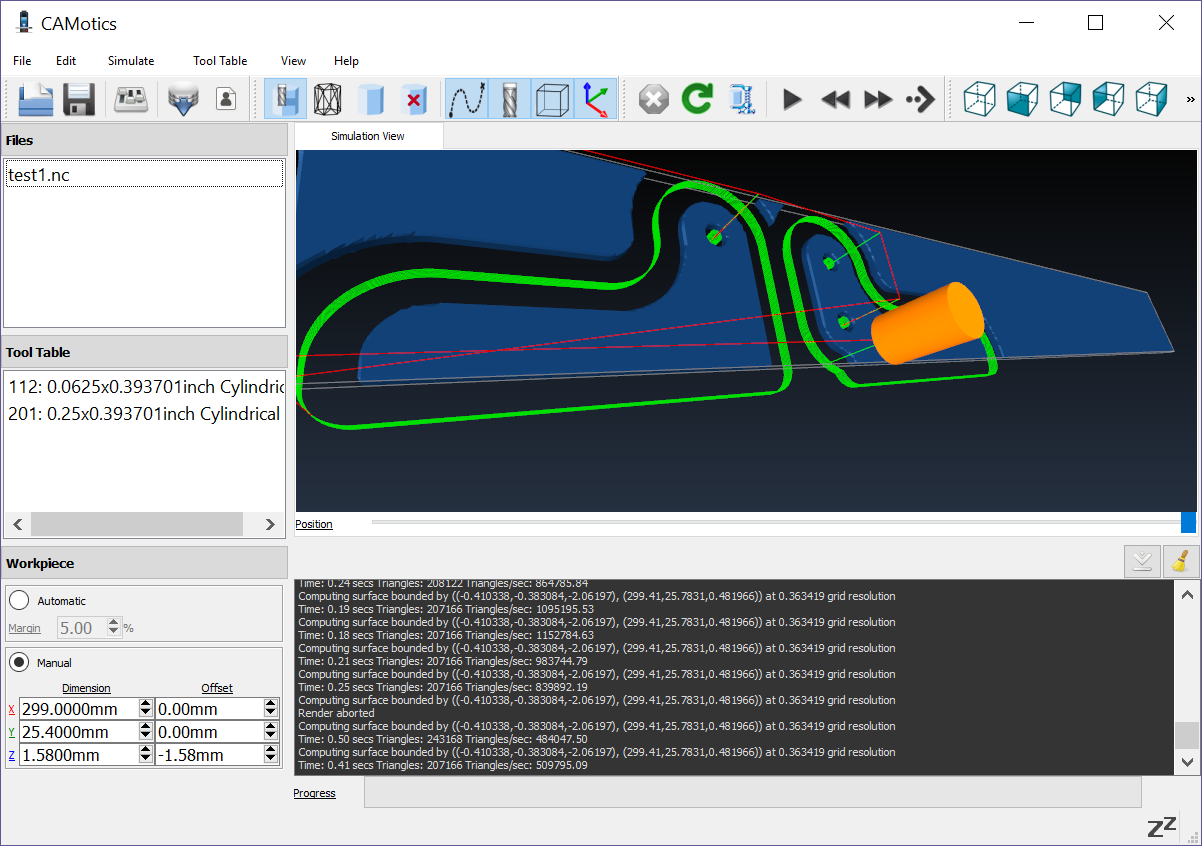 CAMotics
File Edit Simulate Tool Table View Help
»
Files
Simulation View
test1.nc
Tool Table
112: 0.0625x0.393701inch Cylindric
201: 0.25x0.393701inch Cylindrical
Position
Workpiece
Automatic
Margin 5.00 %
Manual
Dimension Offset
X 299.0000mm 0.00mm
Y 25.4000mm 0.00mm
Z 1.5800mm -1.58mm
Time: 0.24 secs Triangles: 208122 Triangles/sec: 864785.84
Computing surface bounded by ((-0.410338,-0.383084,-2.06197), (299.41,25.7831,0.481966)) at 0.363419 grid resolution
Time: 0.19 secs Triangles: 207166 Triangles/sec: 1095195.53
Computing surface bounded by ((-0.410338,-0.383084,-2.06197), (299.41,25.7831,0.481966)) at 0.363419 grid resolution
Time: 0.18 secs Triangles: 207166 Triangles/sec: 1152784.63
Computing surface bounded by ((-0.410338,-0.383084,-2.06197), (299.41,25.7831,0.481966)) at 0.363419 grid resolution
Time: 0.21 secs Triangles: 207166 Triangles/sec: 983744.79
Computing surface bounded by ((-0.410338,-0.383084,-2.06197), (299.41,25.7831,0.481966)) at 0.363419 grid resolution
Time: 0.25 secs Triangles: 207166 Triangles/sec: 839892.19
Computing surface bounded by ((-0.410338,-0.383084,-2.06197), (299.41,25.7831,0.481966)) at 0.363419 grid resolution
Render aborted
Computing surface bounded by ((-0.410338,-0.383084,-2.06197), (299.41,25.7831,0.481966)) at 0.363419 grid resolution
Time: 0.50 secs Triangles: 243168 Triangles/sec: 484047.50
Computing surface bounded by ((-0.410338,-0.383084,-2.06197), (299.41,25.7831,0.481966)) at 0.363419 grid resolution
Time: 0.41 secs Triangles: 207166 Triangles/sec: 509795.09
Progress
zZ